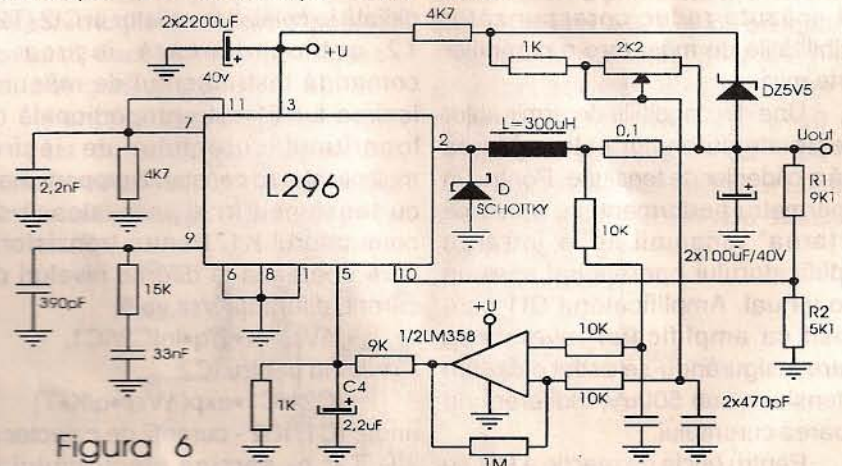 2x2200uF
40v
+U
4K7
1K
2K2
DZ5V5
11
3
7
L-300uH
0,1
Uout
2
2,2nF
4K7
L296
D
SCHOTTKY
R1
9K1
10K
2x100uF/40V
9
6
8
1
5
10
+U
390pF
15K
9K
1/2LM358
10K
R2
5K1
33nF
C4
1K
2,2uF
10K
2x470pF
1M
Figura 6